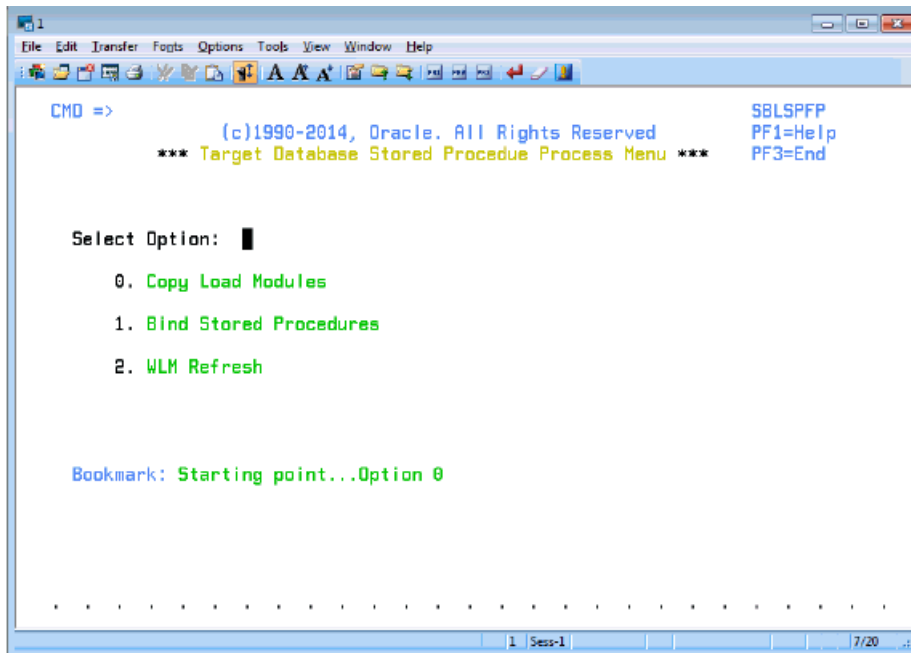 1
File Edit Transfer Fonts Options Tools View Window Help
CMD => SBLSPFP
(c)1990-2014, Oracle. All Rights Reserved PF1=Help
*** Target Database Stored Procedue Process Menu *** PF3=End
Select Option:
0. Copy Load Modules
1. Bind Stored Procedures
2. WLM Refresh
Bookmark: Starting point...Option 0
1 Sess-1 7/20